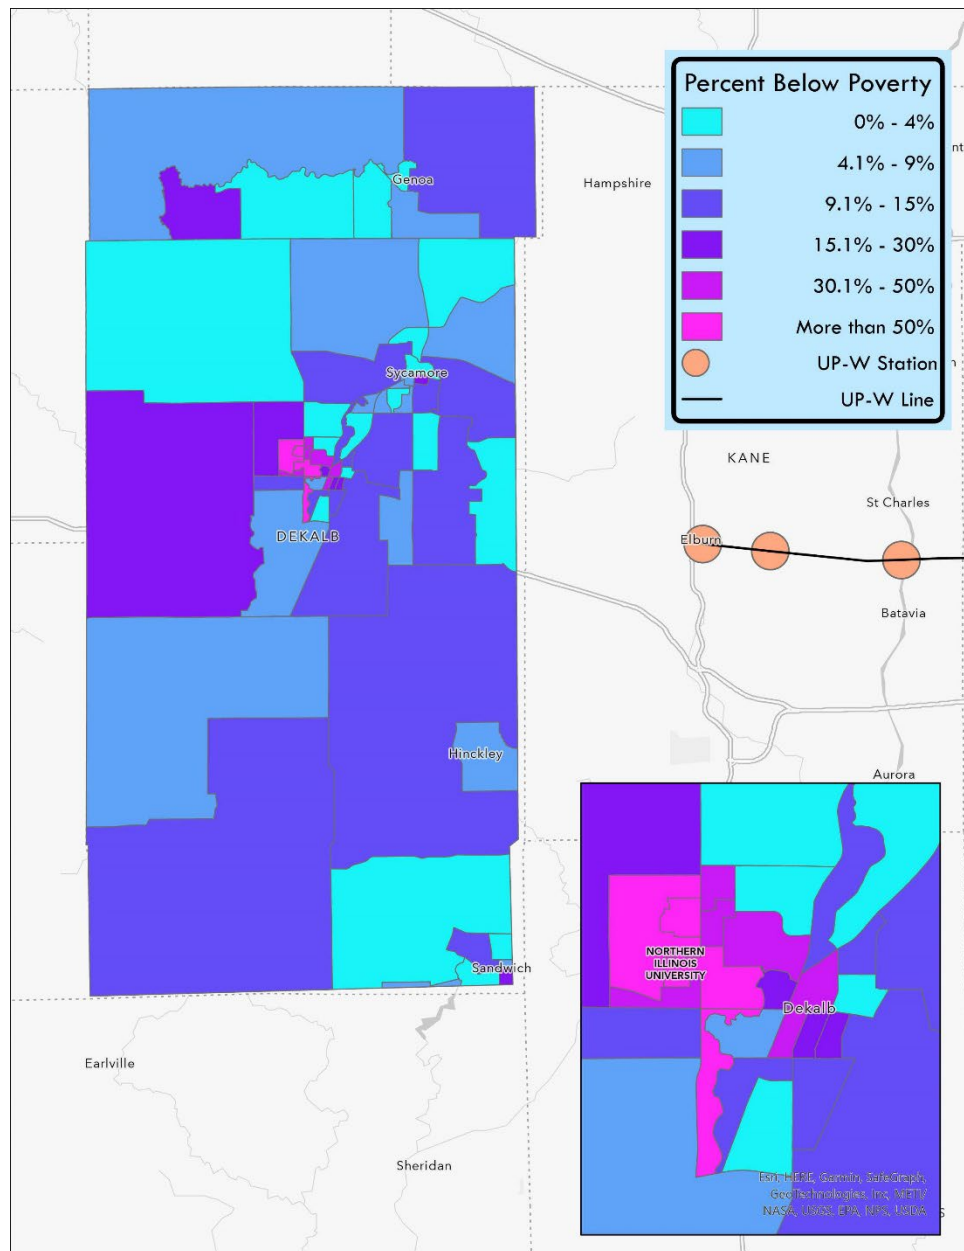 Percent Below Poverty
0% - 4%
4.1% - 9%
9.1% - 15%
15.1% - 30%
30.1% - 50%
More than 50%
UP-W Station
UP-W Line
nt
Genoa
Hampshire
Sycamore
KANE
St Charles
DEKALB
Elburn
Batavia
Hinckley
Aurora
Sandwich
NORTHERN
ILLINOIS
UNIVERSITY
Dekalb
Earlville
Sheridan
Esri, HERE, Garmin, SafeGraph,
GeoTechnologies, Inc, METI/
NASA, USGS, EPA, NPS, USDA
S